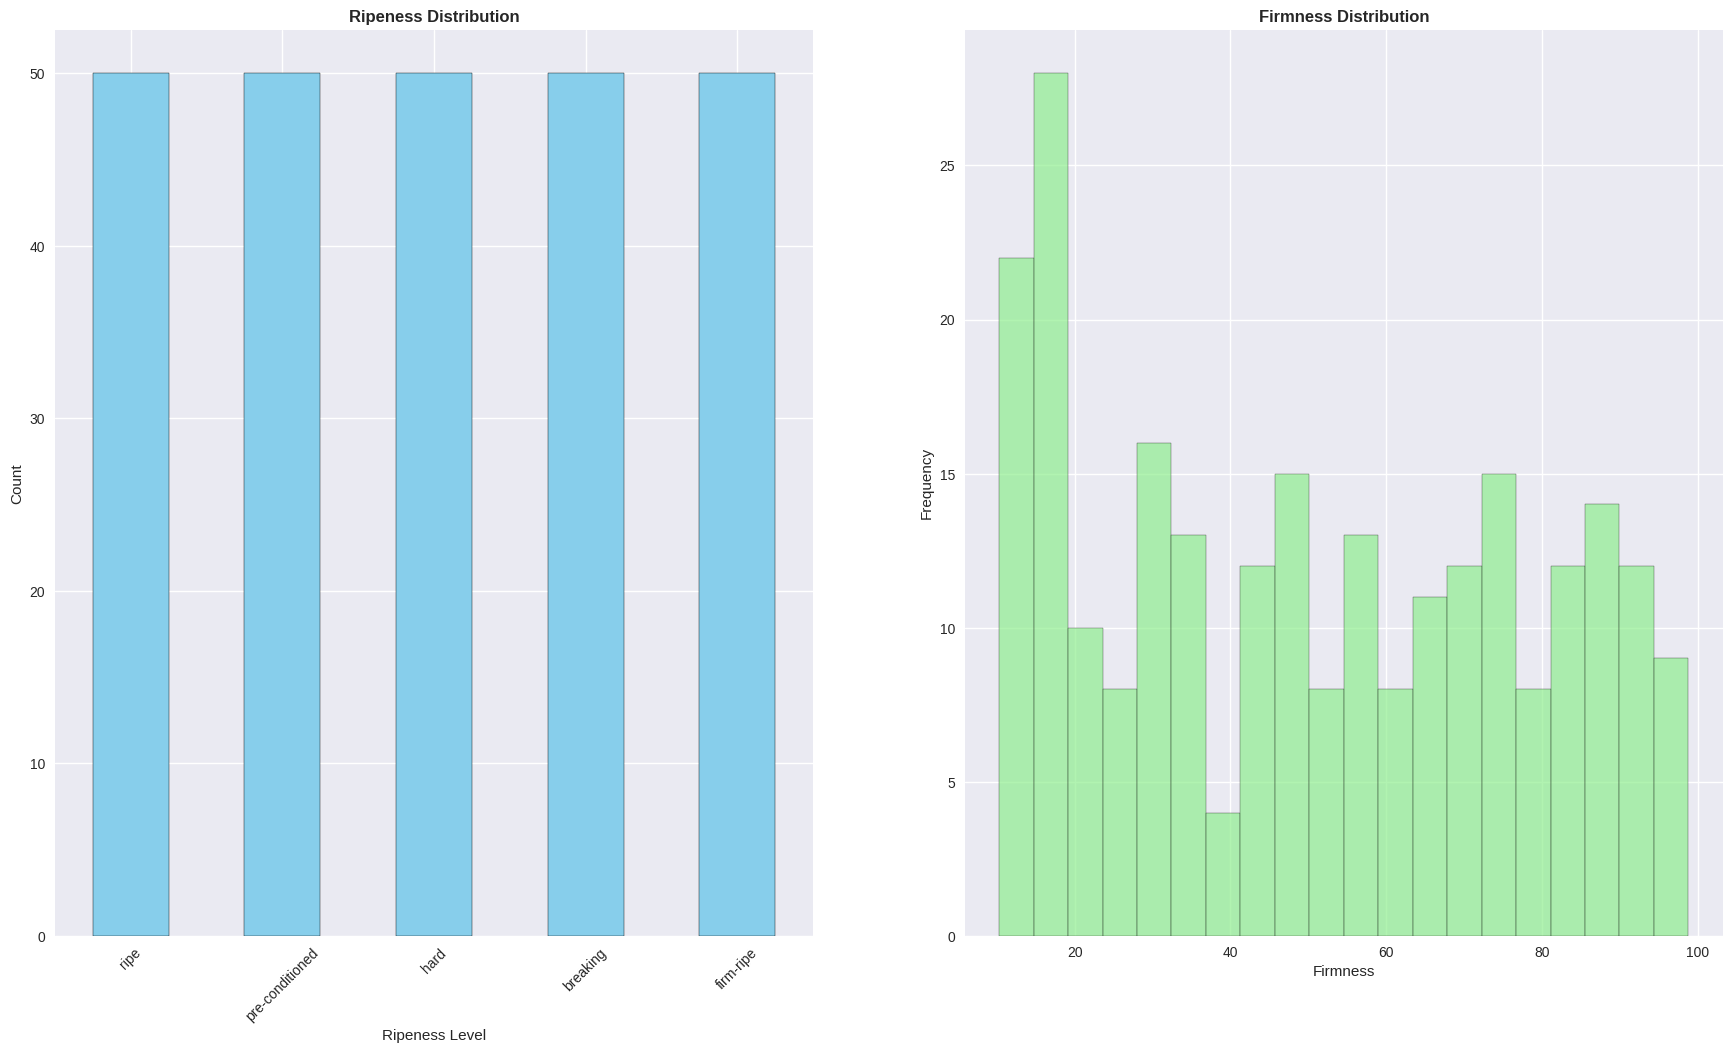 Ripeness Distribution
50
40
30
20
10
0
Count
ripe
pre-conditioned
hard
breaking
firm-ripe
Ripeness Level
Firmness Distribution
25
20
15
10
5
0
Frequency
20
40
60
80
100
Firmness